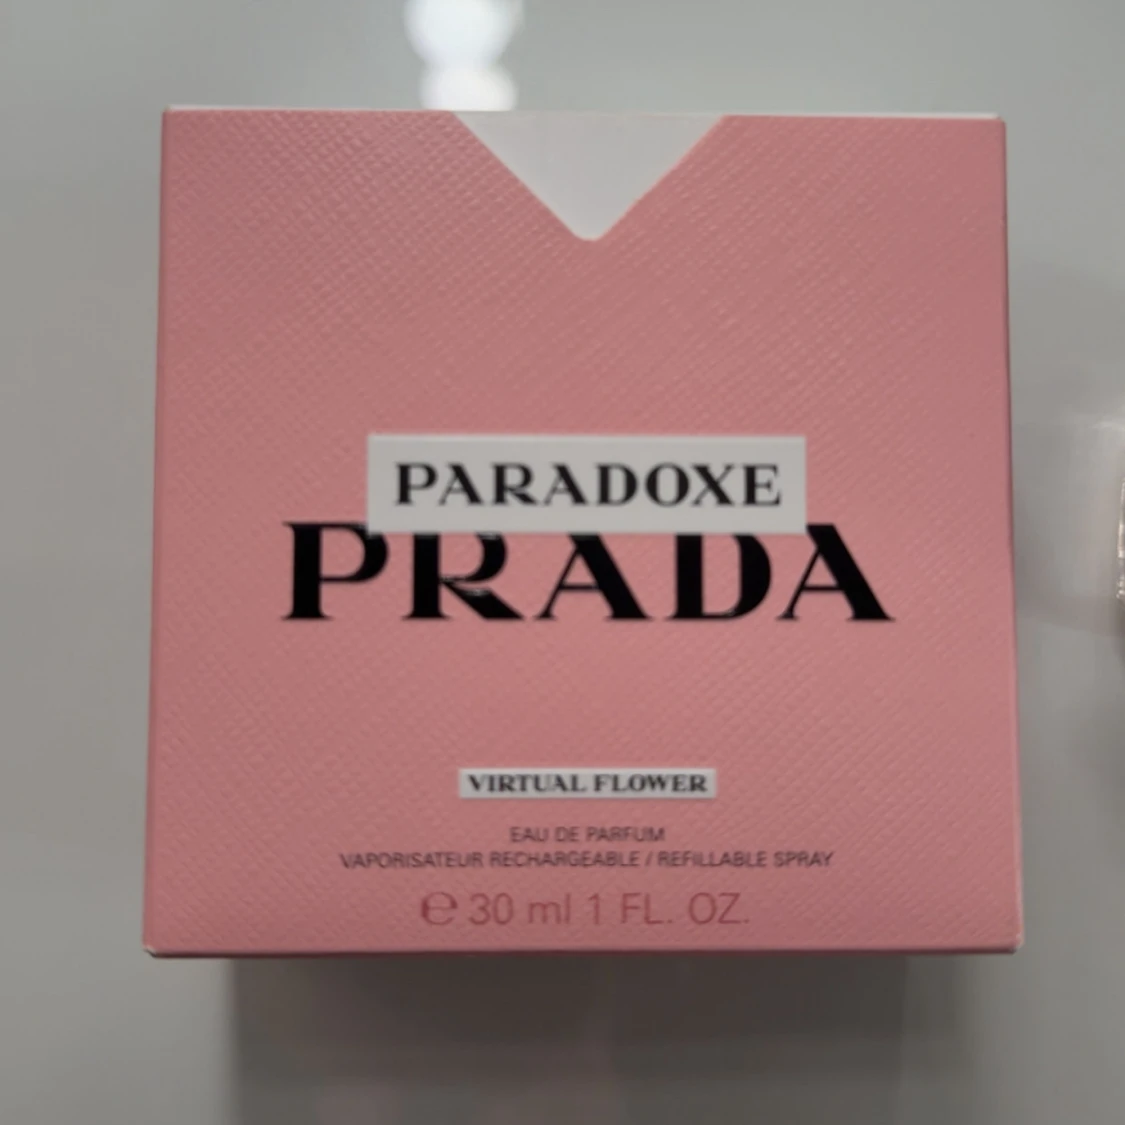 PARADOXE
PRADA
VIRTUAL FLOWER
EAU DE PARFUM
VAPORISATEUR RECHARGEABLE / REFILLABLE SPRAY
℮ 30 ml 1 FL. OZ.